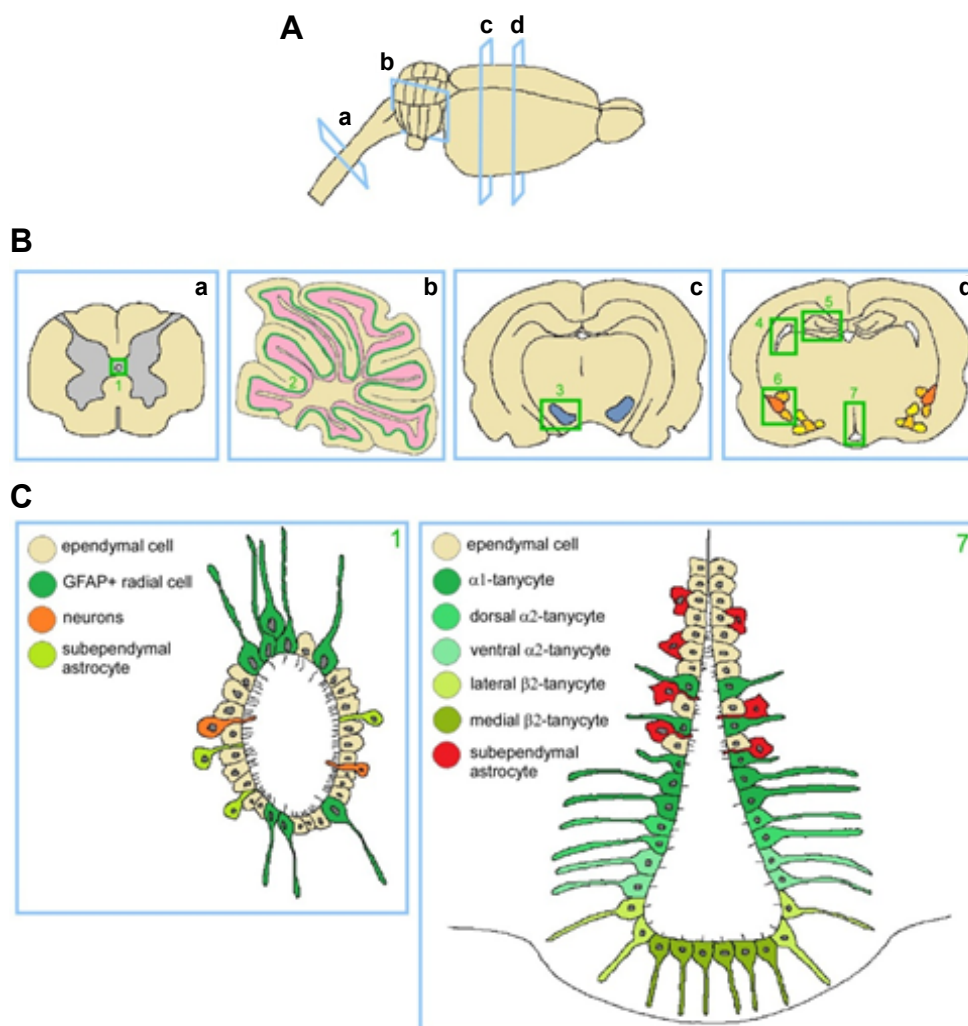 A
c d
b
a
B
a
b
c
d
1
2
3
4
5
6
7
C
1
ependymal cell
GFAP+ radial cell
neurons
subependymal
astrocyte
7
ependymal cell
α1-tanycyte
dorsal α2-tanycyte
ventral α2-tanycyte
lateral β2-tanycyte
medial β2-tanycyte
subependymal
astrocyte